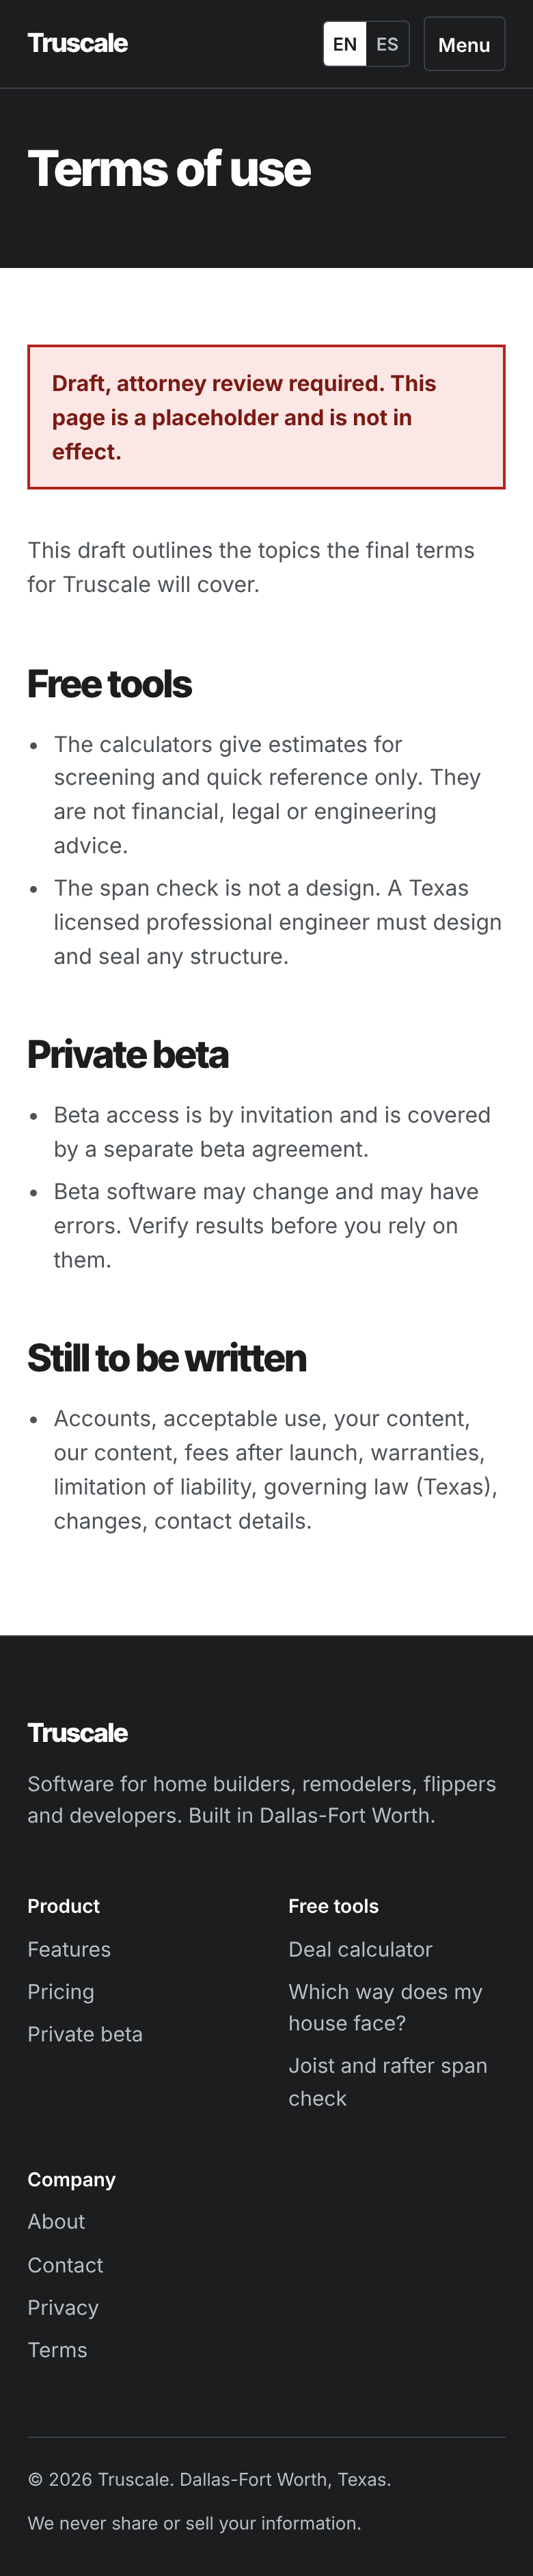 Truscale
EN ES Menu
Terms of use
Draft, attorney review required. This
page is a placeholder and is not in
effect.
This draft outlines the topics the final terms
for Truscale will cover.
Free tools
• The calculators give estimates for
screening and quick reference only. They
are not financial, legal or engineering
advice.
• The span check is not a design. A Texas
licensed professional engineer must design
and seal any structure.
Private beta
• Beta access is by invitation and is covered
by a separate beta agreement.
• Beta software may change and may have
errors. Verify results before you rely on
them.
Still to be written
• Accounts, acceptable use, your content,
our content, fees after launch, warranties,
limitation of liability, governing law (Texas),
changes, contact details.
Truscale
Software for home builders, remodelers, flippers
and developers. Built in Dallas-Fort Worth.
Product
Features
Pricing
Private beta
Free tools
Deal calculator
Which way does my
house face?
Joist and rafter span
check
Company
About
Contact
Privacy
Terms
© 2026 Truscale. Dallas-Fort Worth, Texas.
We never share or sell your information.